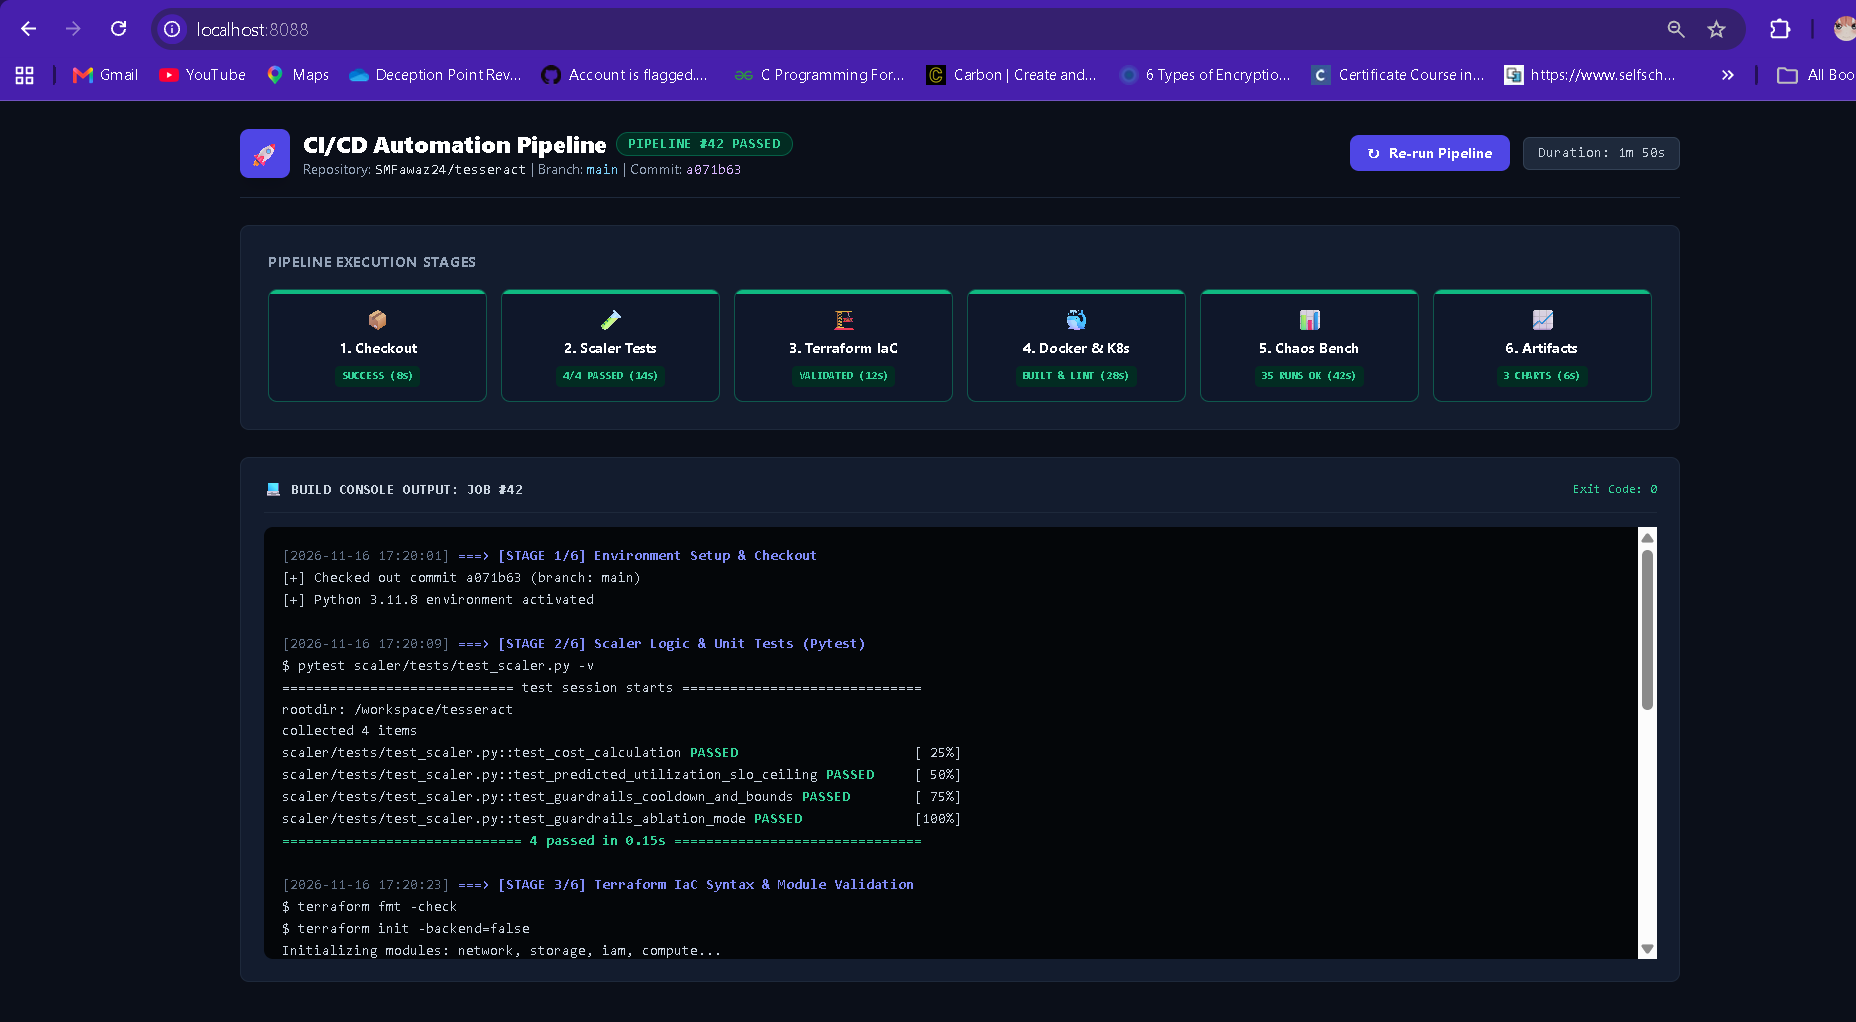 localhost:8088
Gmail YouTube Maps Deception Point Rev... Account is flagged.... C Programming For... Carbon | Create and... 6 Types of Encryptio... Certificate Course in... https://www.selfsch... » All Boo
CI/CD Automation Pipeline PIPELINE #42 PASSED
Repository: SMFawaz24/tesseract | Branch: main | Commit: a071b63
↻ Re-run Pipeline
Duration: 1m 50s
PIPELINE EXECUTION STAGES
1. Checkout
SUCCESS (8s)
2. Scaler Tests
4/4 PASSED (14s)
3. Terraform IaC
VALIDATED (12s)
4. Docker & K8s
BUILT & LINT (28s)
5. Chaos Bench
35 RUNS OK (42s)
6. Artifacts
3 CHARTS (6s)
BUILD CONSOLE OUTPUT: JOB #42
Exit Code: 0
[2026-11-16 17:20:01] ===> [STAGE 1/6] Environment Setup & Checkout
[+] Checked out commit a071b63 (branch: main)
[+] Python 3.11.8 environment activated
[2026-11-16 17:20:09] ===> [STAGE 2/6] Scaler Logic & Unit Tests (Pytest)
$ pytest scaler/tests/test_scaler.py -v
============================= test session starts ==============================
rootdir: /workspace/tesseract
collected 4 items
scaler/tests/test_scaler.py::test_cost_calculation PASSED [ 25%]
scaler/tests/test_scaler.py::test_predicted_utilization_slo_ceiling PASSED [ 50%]
scaler/tests/test_scaler.py::test_guardrails_cooldown_and_bounds PASSED [ 75%]
scaler/tests/test_scaler.py::test_guardrails_ablation_mode PASSED [100%]
============================== 4 passed in 0.15s ===============================
[2026-11-16 17:20:23] ===> [STAGE 3/6] Terraform IaC Syntax & Module Validation
$ terraform fmt -check
$ terraform init -backend=false
Initializing modules: network, storage, iam, compute...